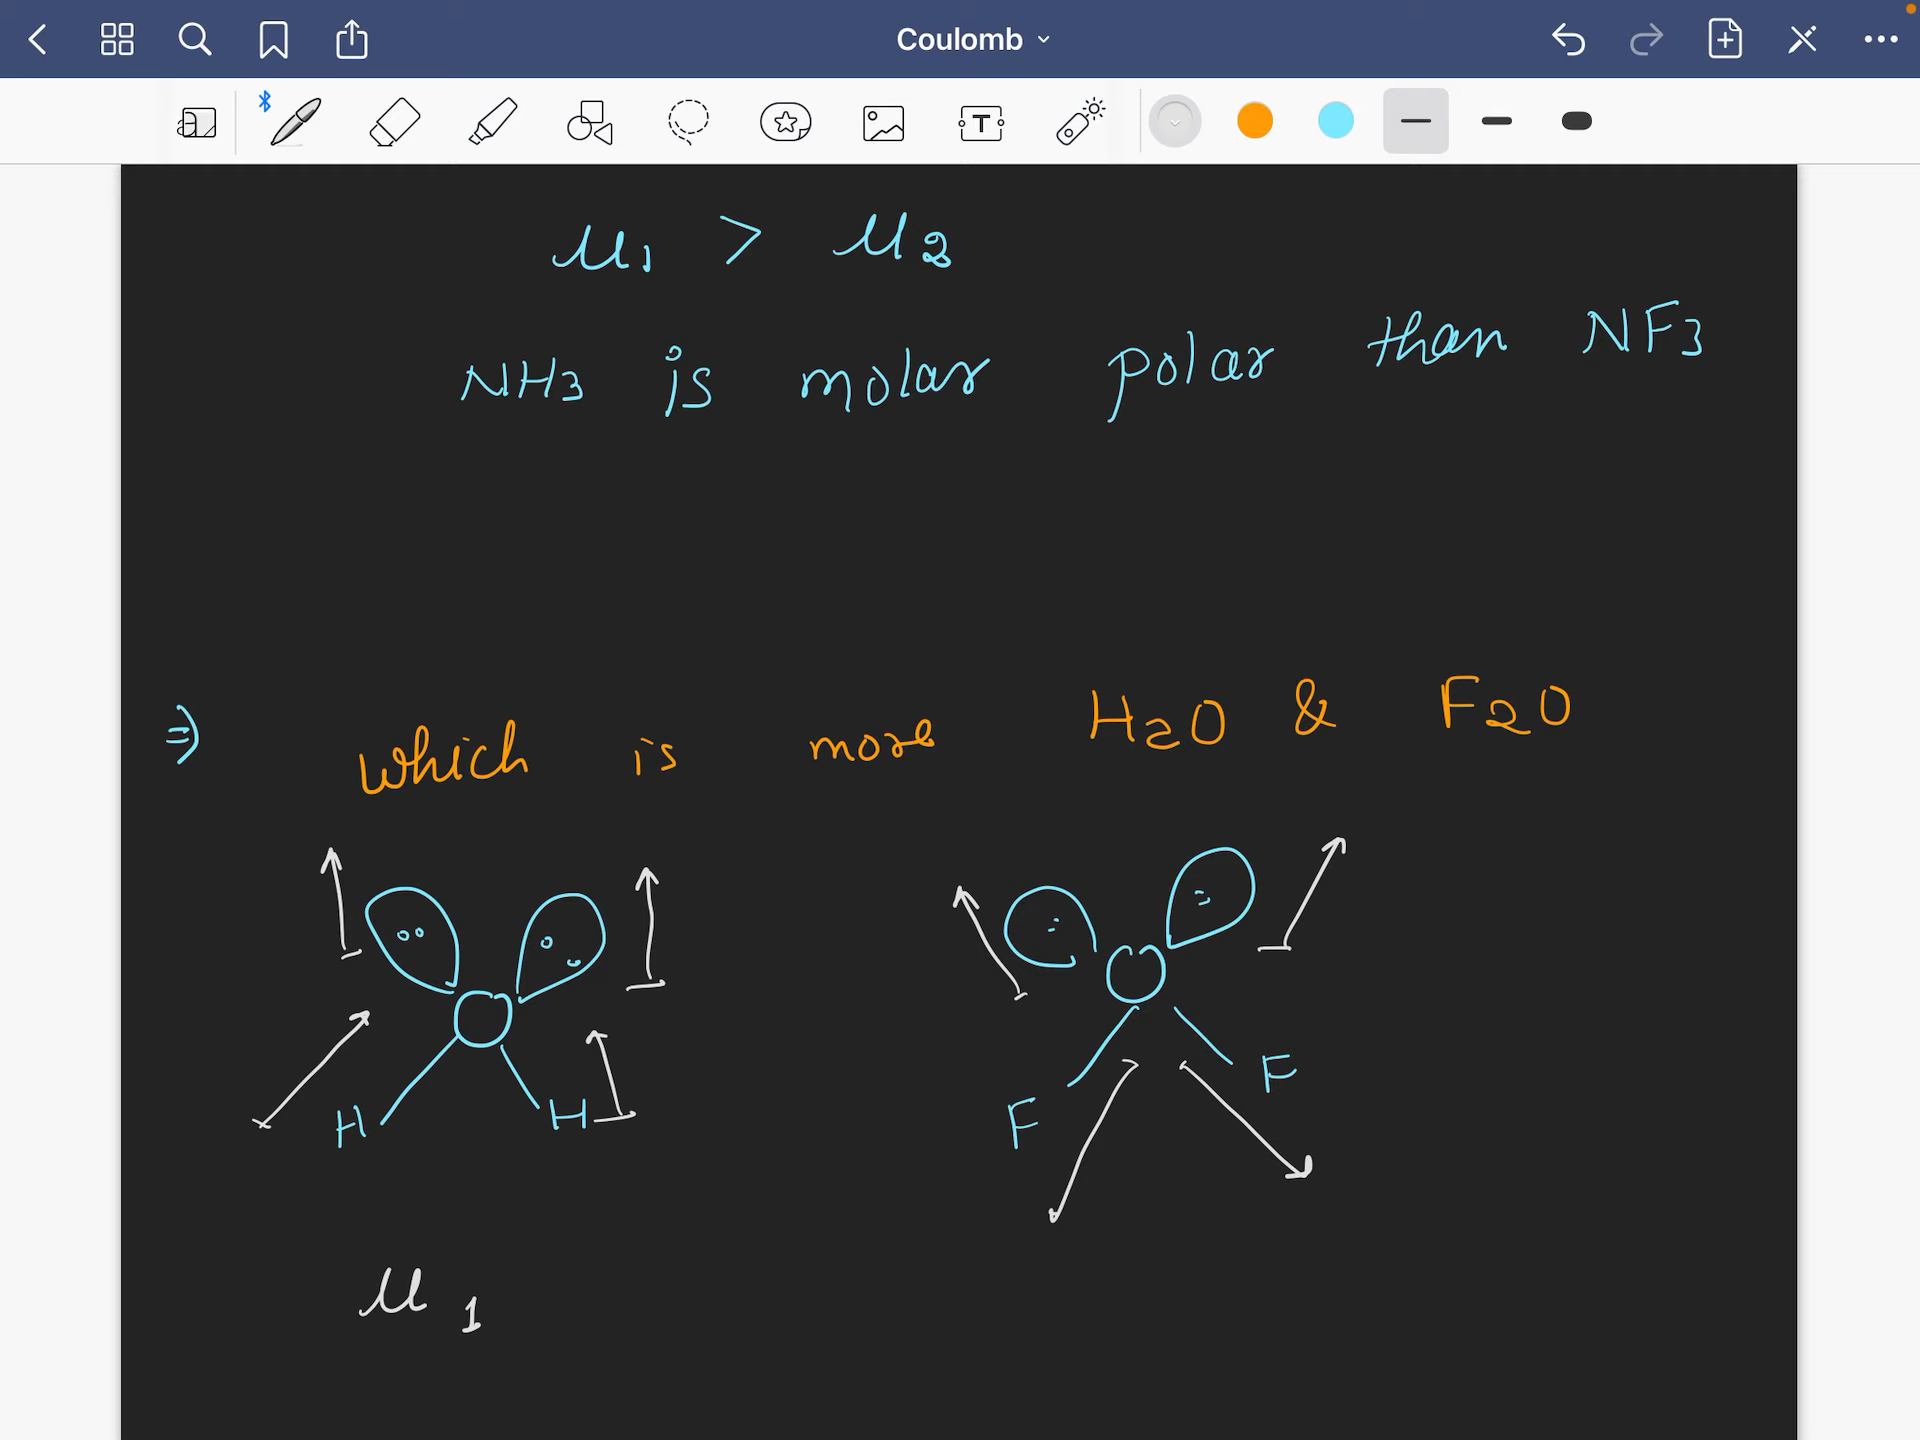 Coulomb
T
μ1 > μ2
NH3 is molar polar than NF3
⇒ which is more H2O & F2O
O O
H H F F
μ 1